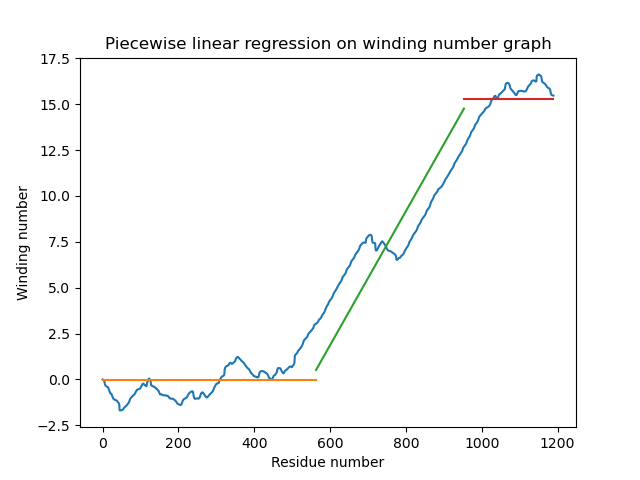 Piecewise linear regression on winding number graph
17.5
15.0
12.5
10.0
7.5
5.0
2.5
0.0
−2.5
Winding number
0 200 400 600 800 1000 1200
Residue number